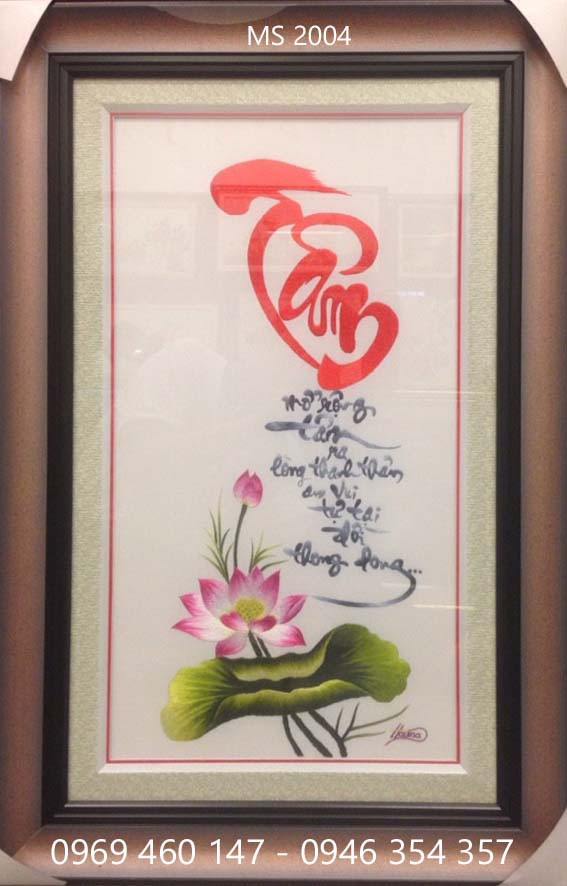 MS 2004
Tâm
mở rộng
tâm
ra
lòng thanh thản
an vui
tự tại
đời
thong dong...
0969 460 147 - 0946 354 357